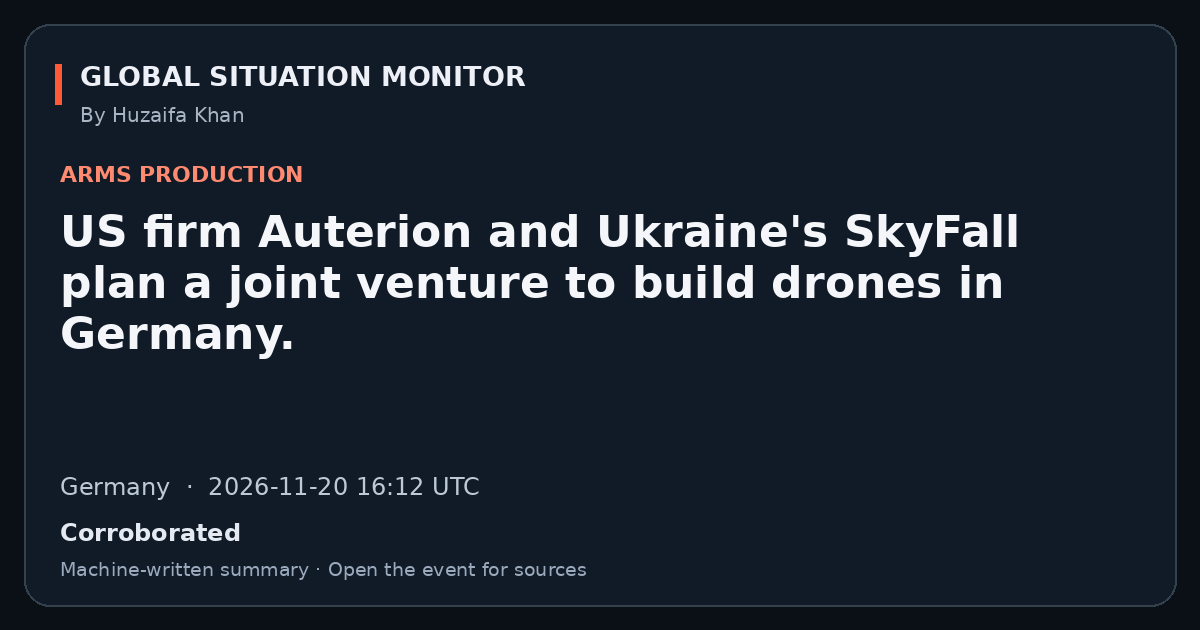 GLOBAL SITUATION MONITOR
By Huzaifa Khan
ARMS PRODUCTION
US firm Auterion and Ukraine's SkyFall
plan a joint venture to build drones in
Germany.
Germany · 2026-11-20 16:12 UTC
Corroborated
Machine-written summary · Open the event for sources